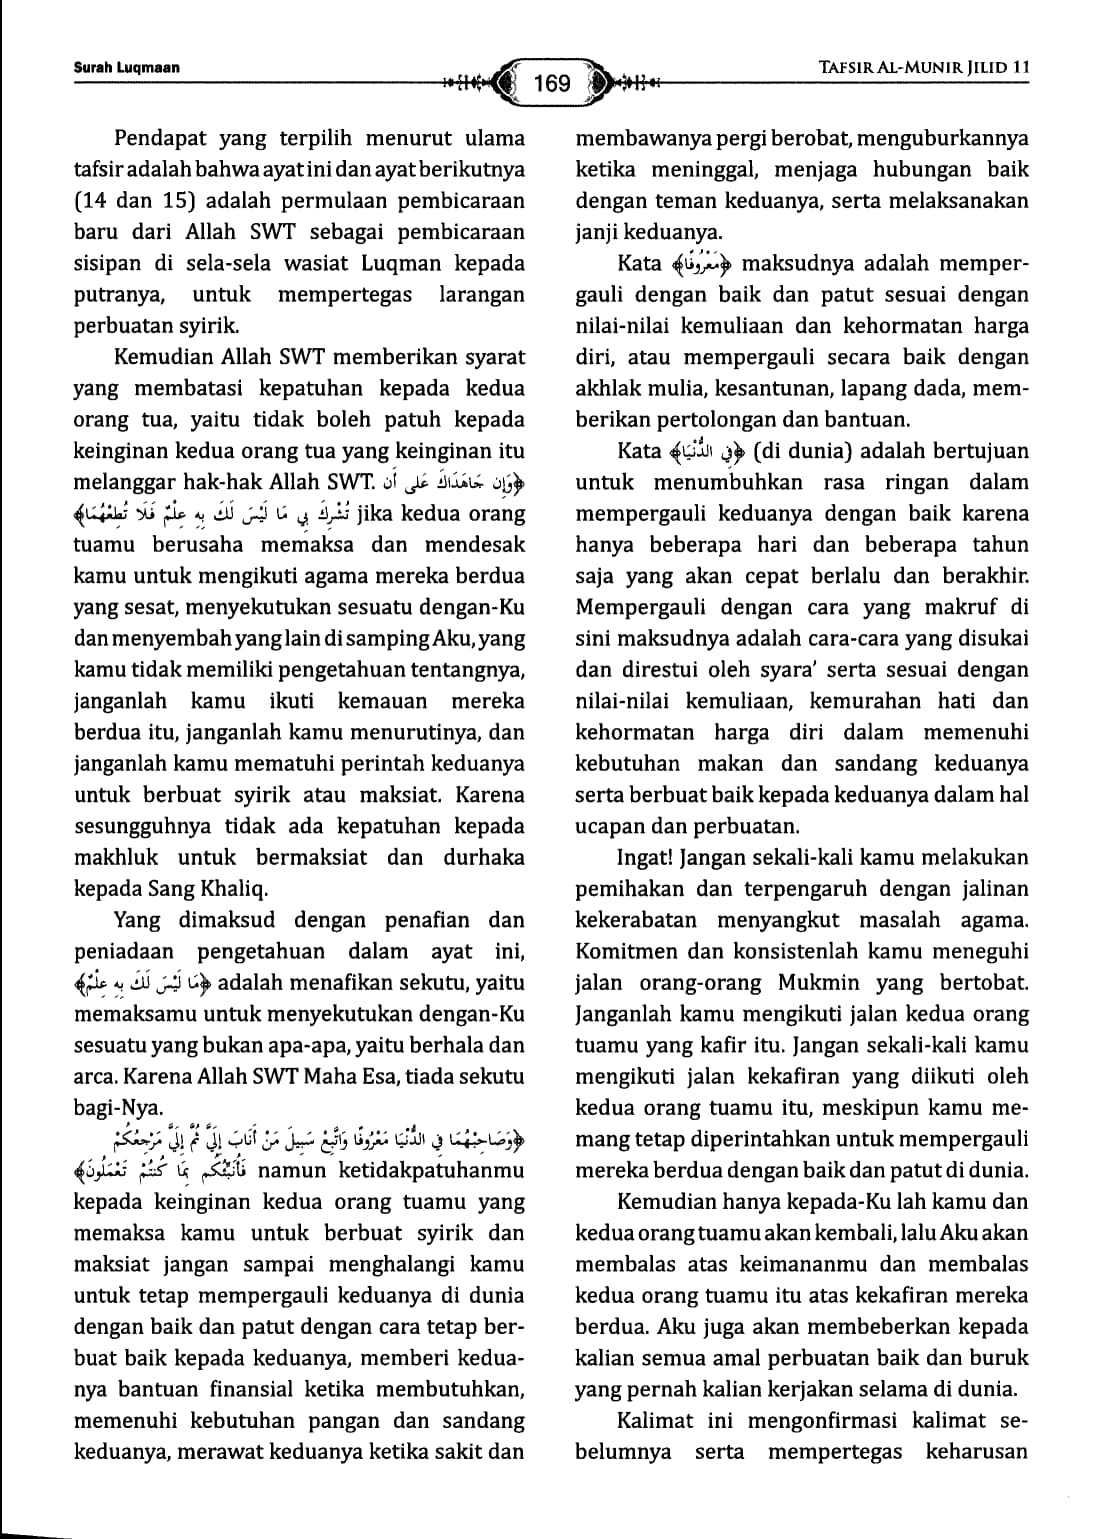 Surah Luqmaan
169
TAFSIR AL-MUNIR JILID 11
Pendapat yang terpilih menurut ulama
tafsir adalah bahwa ayat ini dan ayat berikutnya
(14 dan 15) adalah permulaan pembicaraan
baru dari Allah SWT sebagai pembicaraan
sisipan di sela-sela wasiat Luqman kepada
putranya, untuk mempertegas larangan
perbuatan syirik.
Kemudian Allah SWT memberikan syarat
yang membatasi kepatuhan kepada kedua
orang tua, yaitu tidak boleh patuh kepada
keinginan kedua orang tua yang keinginan itu
melanggar hak-hak Allah SWT. ﴿وَإِن جَاهَدَاكَ عَلى أَن
تُشْرِكَ بِي مَا لَيْسَ لَكَ بِهِ عِلْمٌ فَلَا تُطِعْهُمَا﴾ jika kedua orang
tuamu berusaha memaksa dan mendesak
kamu untuk mengikuti agama mereka berdua
yang sesat, menyekutukan sesuatu dengan-Ku
dan menyembah yang lain di samping Aku, yang
kamu tidak memiliki pengetahuan tentangnya,
janganlah kamu ikuti kemauan mereka
berdua itu, janganlah kamu menurutinya, dan
janganlah kamu mematuhi perintah keduanya
untuk berbuat syirik atau maksiat. Karena
sesungguhnya tidak ada kepatuhan kepada
makhluk untuk bermaksiat dan durhaka
kepada Sang Khaliq.
Yang dimaksud dengan penafian dan
peniadaan pengetahuan dalam ayat ini,
﴿مَا لَيْسَ لَكَ بِهِ عِلْمٌ﴾ adalah menafikan sekutu, yaitu
memaksamu untuk menyekutukan dengan-Ku
sesuatu yang bukan apa-apa, yaitu berhala dan
arca. Karena Allah SWT Maha Esa, tiada sekutu
bagi-Nya.
﴿وَصَاحِبْهُمَا فِي الدُّنْيَا مَعْرُوفًا وَاتَّبِعْ سَبِيلَ مَنْ أَنَابَ إِلَيَّ ثُمَّ إِلَيَّ مَرْجِعُكُمْ
فَأُنَبِّئُكُم بِمَا كُنتُمْ تَعْمَلُونَ﴾ namun ketidakpatuhanmu
kepada keinginan kedua orang tuamu yang
memaksa kamu untuk berbuat syirik dan
maksiat jangan sampai menghalangi kamu
untuk tetap mempergauli keduanya di dunia
dengan baik dan patut dengan cara tetap ber-
buat baik kepada keduanya, memberi kedua-
nya bantuan finansial ketika membutuhkan,
memenuhi kebutuhan pangan dan sandang
keduanya, merawat keduanya ketika sakit dan
membawanya pergi berobat, menguburkannya
ketika meninggal, menjaga hubungan baik
dengan teman keduanya, serta melaksanakan
janji keduanya.
Kata ﴿مَعْرُوفًا﴾ maksudnya adalah memper-
gauli dengan baik dan patut sesuai dengan
nilai-nilai kemuliaan dan kehormatan harga
diri, atau mempergauli secara baik dengan
akhlak mulia, kesantunan, lapang dada, mem-
berikan pertolongan dan bantuan.
Kata ﴿فِي الدُّنْيَا﴾ (di dunia) adalah bertujuan
untuk menumbuhkan rasa ringan dalam
mempergauli keduanya dengan baik karena
hanya beberapa hari dan beberapa tahun
saja yang akan cepat berlalu dan berakhir.
Mempergauli dengan cara yang makruf di
sini maksudnya adalah cara-cara yang disukai
dan direstui oleh syara’ serta sesuai dengan
nilai-nilai kemuliaan, kemurahan hati dan
kehormatan harga diri dalam memenuhi
kebutuhan makan dan sandang keduanya
serta berbuat baik kepada keduanya dalam hal
ucapan dan perbuatan.
Ingat! Jangan sekali-kali kamu melakukan
pemihakan dan terpengaruh dengan jalinan
kekerabatan menyangkut masalah agama.
Komitmen dan konsistenlah kamu meneguhi
jalan orang-orang Mukmin yang bertobat.
Janganlah kamu mengikuti jalan kedua orang
tuamu yang kafir itu. Jangan sekali-kali kamu
mengikuti jalan kekafiran yang diikuti oleh
kedua orang tuamu itu, meskipun kamu me-
mang tetap diperintahkan untuk mempergauli
mereka berdua dengan baik dan patut di dunia.
Kemudian hanya kepada-Ku lah kamu dan
kedua orang tuamu akan kembali, lalu Aku akan
membalas atas keimananmu dan membalas
kedua orang tuamu itu atas kekafiran mereka
berdua. Aku juga akan membeberkan kepada
kalian semua amal perbuatan baik dan buruk
yang pernah kalian kerjakan selama di dunia.
Kalimat ini mengonfirmasi kalimat se-
belumnya serta mempertegas keharusan